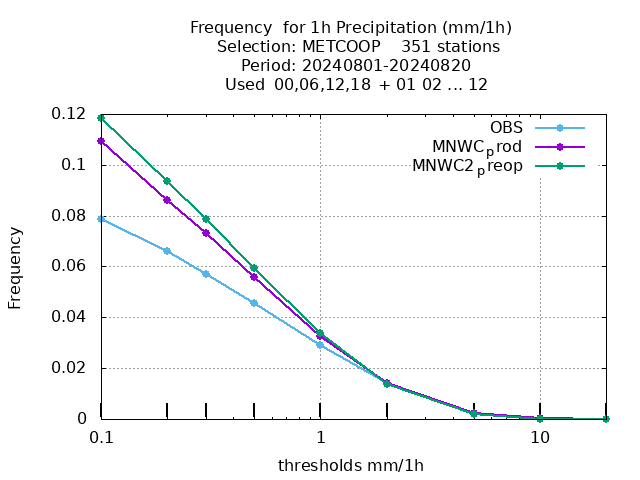 Frequency for 1h Precipitation (mm/1h)
Selection: METCOOP 351 stations
Period: 20240801-20240820
Used 00,06,12,18 + 01 02 ... 12
OBS
MNWCprod
MNWC2preop
Frequency
0.12
0.1
0.08
0.06
0.04
0.02
0
0.1 1 10
thresholds mm/1h